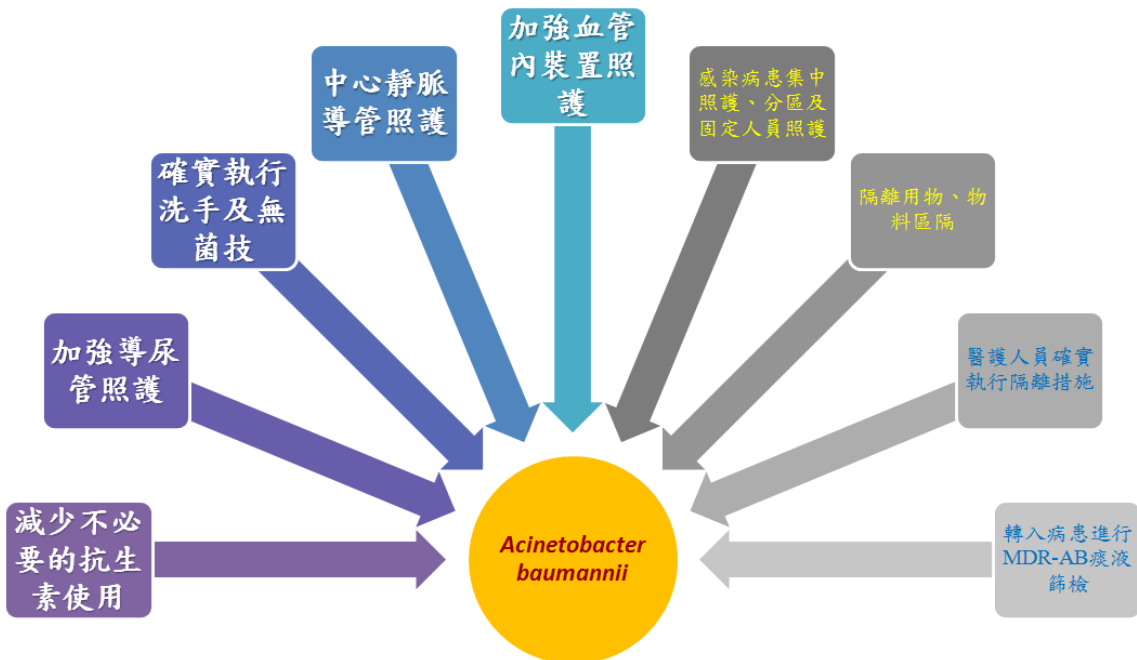 減少不必
要的抗生
素使用
加強導尿
管照護
確實執行
洗手及無
菌技
中心靜脈
導管照護
加強血管
內裝置照
護
感染病患集中
照護、分區及
固定人員照護
隔離用物、物
料區隔
醫護人員確實
執行隔離措施
轉入病患進行
MDR-AB痰液
篩檢
Acinetobacter
baumannii